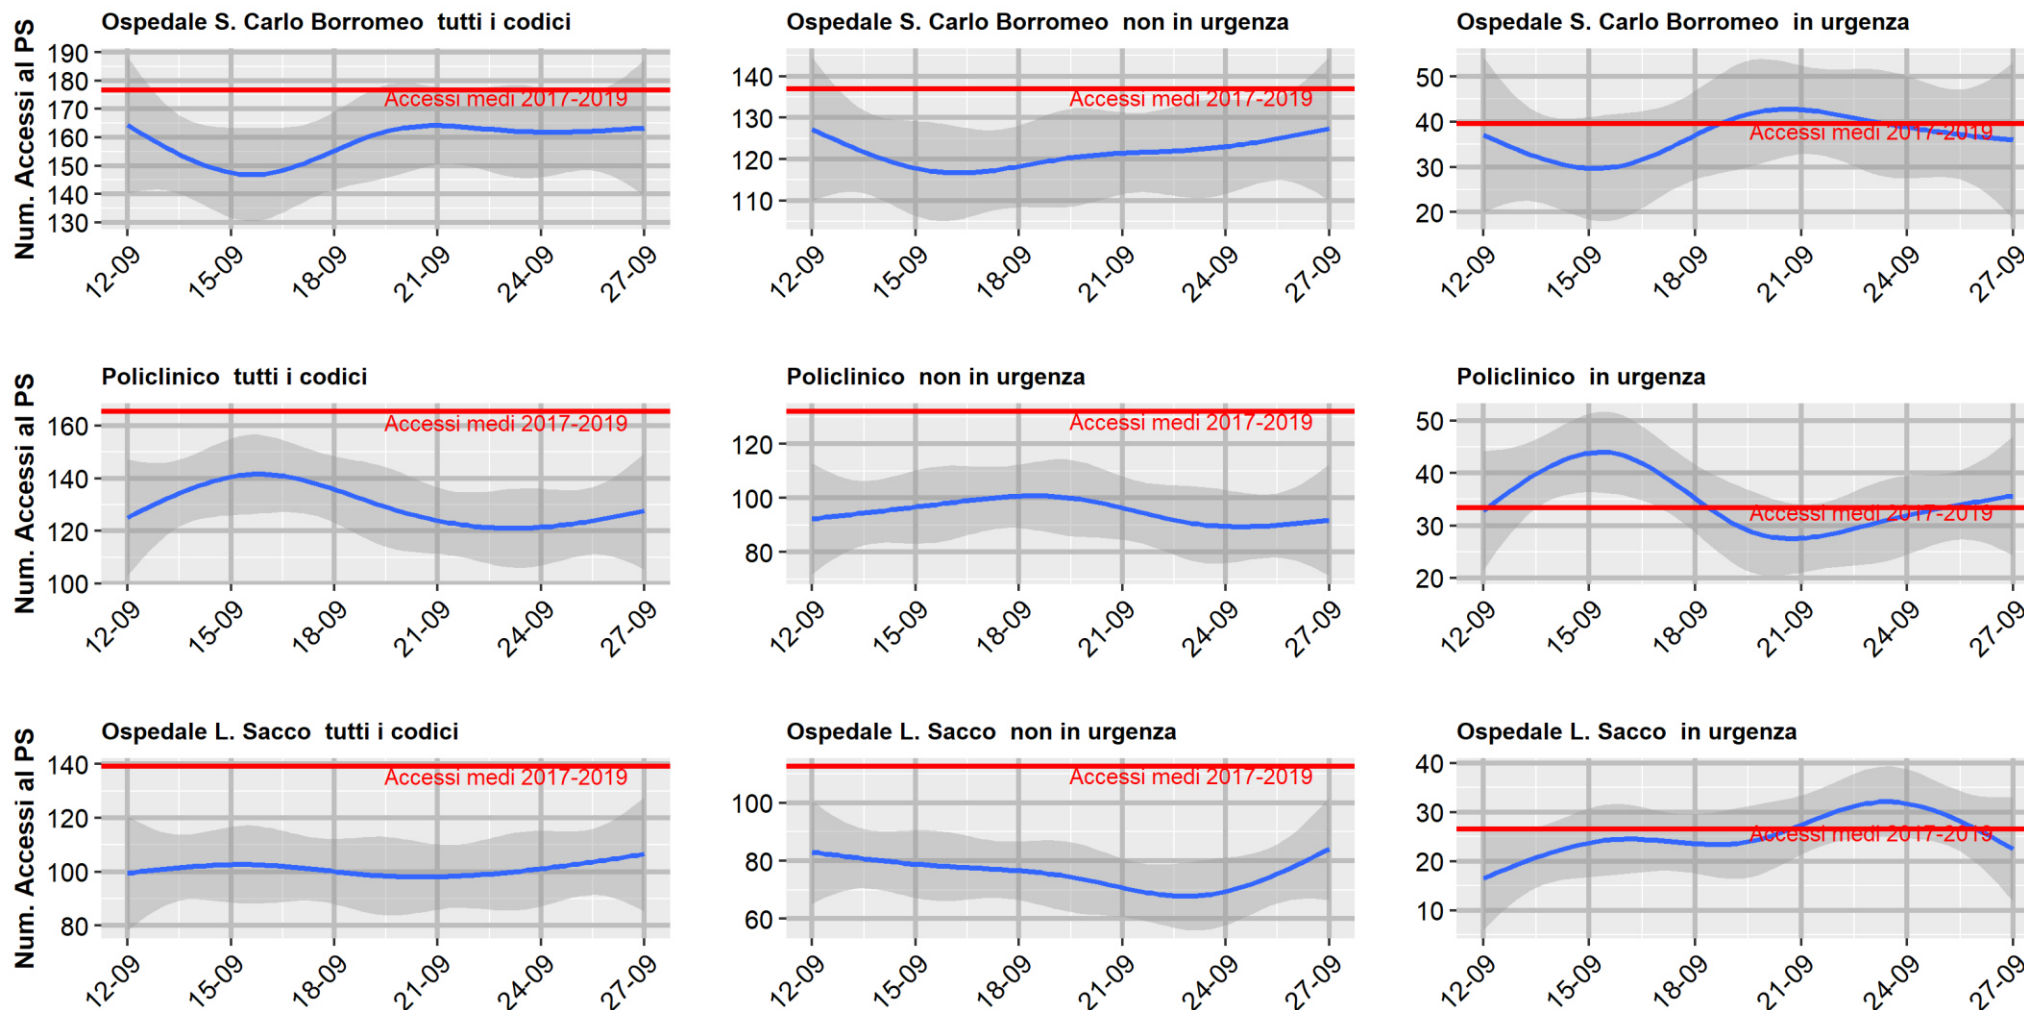 Ospedale S. Carlo Borromeo  tutti i codici
Num. Accessi al PS
190
180
170
160
150
140
130
Accessi medi 2017-2019
12-09 15-09 18-09 21-09 24-09 27-09
Ospedale S. Carlo Borromeo  non in urgenza
140
130
120
110
Accessi medi 2017-2019
12-09 15-09 18-09 21-09 24-09 27-09
Ospedale S. Carlo Borromeo  in urgenza
50
40
30
20
Accessi medi 2017-2019
12-09 15-09 18-09 21-09 24-09 27-09
Policlinico  tutti i codici
Num. Accessi al PS
160
140
120
100
Accessi medi 2017-2019
12-09 15-09 18-09 21-09 24-09 27-09
Policlinico  non in urgenza
120
100
80
Accessi medi 2017-2019
12-09 15-09 18-09 21-09 24-09 27-09
Policlinico  in urgenza
50
40
30
20
Accessi medi 2017-2019
12-09 15-09 18-09 21-09 24-09 27-09
Ospedale L. Sacco  tutti i codici
Num. Accessi al PS
140
120
100
80
Accessi medi 2017-2019
12-09 15-09 18-09 21-09 24-09 27-09
Ospedale L. Sacco  non in urgenza
100
80
60
Accessi medi 2017-2019
12-09 15-09 18-09 21-09 24-09 27-09
Ospedale L. Sacco  in urgenza
40
30
20
10
Accessi medi 2017-2019
12-09 15-09 18-09 21-09 24-09 27-09